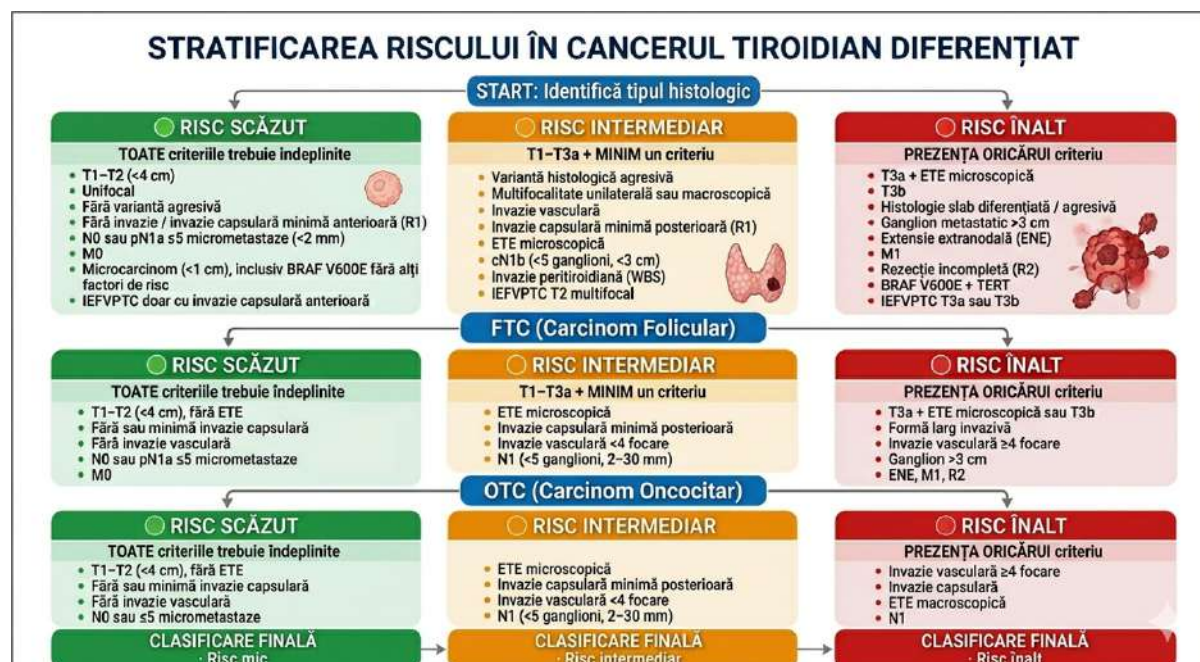 STRATIFICAREA RISCULUI ÎN CANCERUL TIROIDIAN DIFERENȚIAT
START: Identifică tipul histologic
RISC SCĂZUT
TOATE criteriile trebuie indeplinite
• T1–T2 (<4 cm)
• Unifocal
• Fără variantă agresivă
• Fără invazie / invazie capsulară minimă anterioară (R1)
• N0 sau pN1a ≤5 micrometastaze (<2 mm)
• M0
• Microcarcinom (<1 cm), inclusiv BRAF V600E fără alți
factori de risc
• IEFVPTC doar cu invazie capsulară anterioară
RISC INTERMEDIAR
T1–T3a + MINIM un criteriu
• Variantă histologică agresivă
• Multifocalitate unilaterală sau macroscopică
• Invazie vasculară
• Invazie capsulară minimă posterioară (R1)
• ETE microscopică
• cN1b (<5 ganglioni, <3 cm)
• Invazie peritiroidiană (WBS)
• IEFVPTC T2 multifocal
RISC ÎNALT
PREZENȚA ORICĂRUI criteriu
• T3a + ETE microscopică
• T3b
• Histologie slab diferențiată / agresivă
• Ganglion metastatic >3 cm
• Extensie extranodală (ENE)
• M1
• Rezecție incompletă (R2)
• BRAF V600E + TERT
• IEFVPTC T3a sau T3b
FTC (Carcinom Folicular)
RISC SCĂZUT
TOATE criteriile trebuie îndeplinite
• T1–T2 (<4 cm), fără ETE
• Fără sau minimă invazie capsulară
• Fără invazie vasculară
• N0 sau pN1a ≤5 micrometastaze
• M0
RISC INTERMEDIAR
T1–T3a + MINIM un criteriu
• ETE microscopică
• Invazie capsulară minimă posterioară
• Invazie vasculară <4 focare
• N1 (<5 ganglioni, 2–30 mm)
RISC ÎNALT
PREZENȚA ORICĂRUI criteriu
• T3a + ETE microscopică sau T3b
• Formă larg invazivă
• Invazie vasculară ≥4 focare
• Ganglion >3 cm
• ENE, M1, R2
OTC (Carcinom Oncocitar)
RISC SCĂZUT
TOATE criteriile trebuie îndeplinite
• T1–T2 (<4 cm), fără ETE
• Fără sau minimă invazie capsulară
• Fără invazie vasculară
• N0 sau ≤5 micrometastaze
RISC INTERMEDIAR
• ETE microscopică
• Invazie capsulară minimă posterioară
• Invazie vasculară <4 focare
• N1 (<5 ganglioni, 2–30 mm)
RISC ÎNALT
PREZENȚA ORICĂRUI criteriu
• Invazie vasculară ≥4 focare
• Invazie capsulară
• ETE macroscopică
• N1
CLASIFICARE FINALĂ
· Risc mic
CLASIFICARE FINALĂ
· Risc intermediar
CLASIFICARE FINALĂ
· Risc înalt